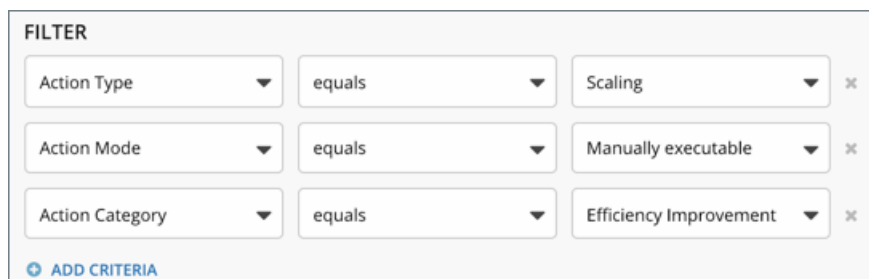 FILTER
Action Type equals Scaling
Action Mode equals Manually executable
Action Category equals Efficiency Improvement
ADD CRITERIA